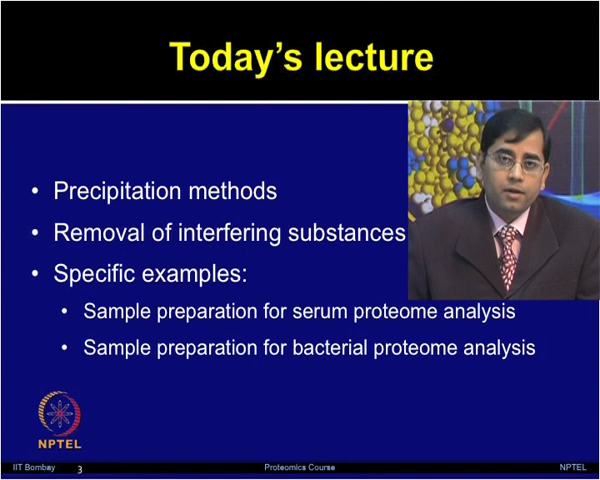 Today's lecture
• Precipitation methods
• Removal of interfering substances
• Specific examples:
• Sample preparation for serum proteome analysis
• Sample preparation for bacterial proteome analysis
NPTEL
IIT Bombay 3 Proteomics Course NPTEL